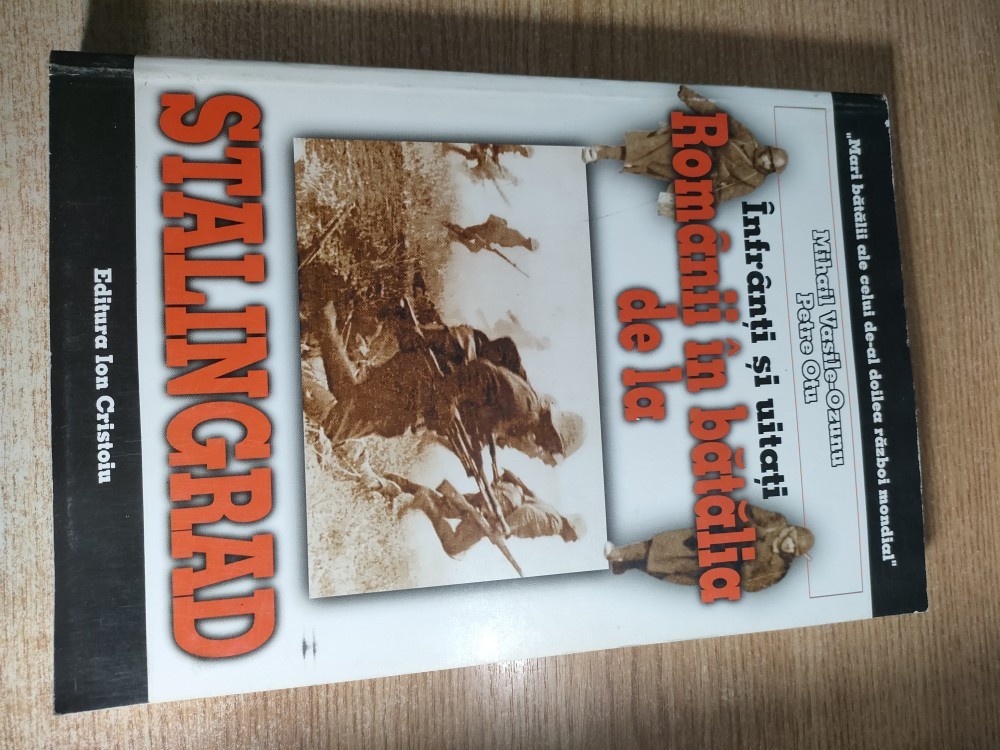 "Mari bătălii ale celui de-al doilea război mondial"
Mihail Vasile-Ozunu
Petre Otu
Înfrânți și uitați
Românii în bătălia
de la
STALINGRAD
Editura Ion Cristoiu